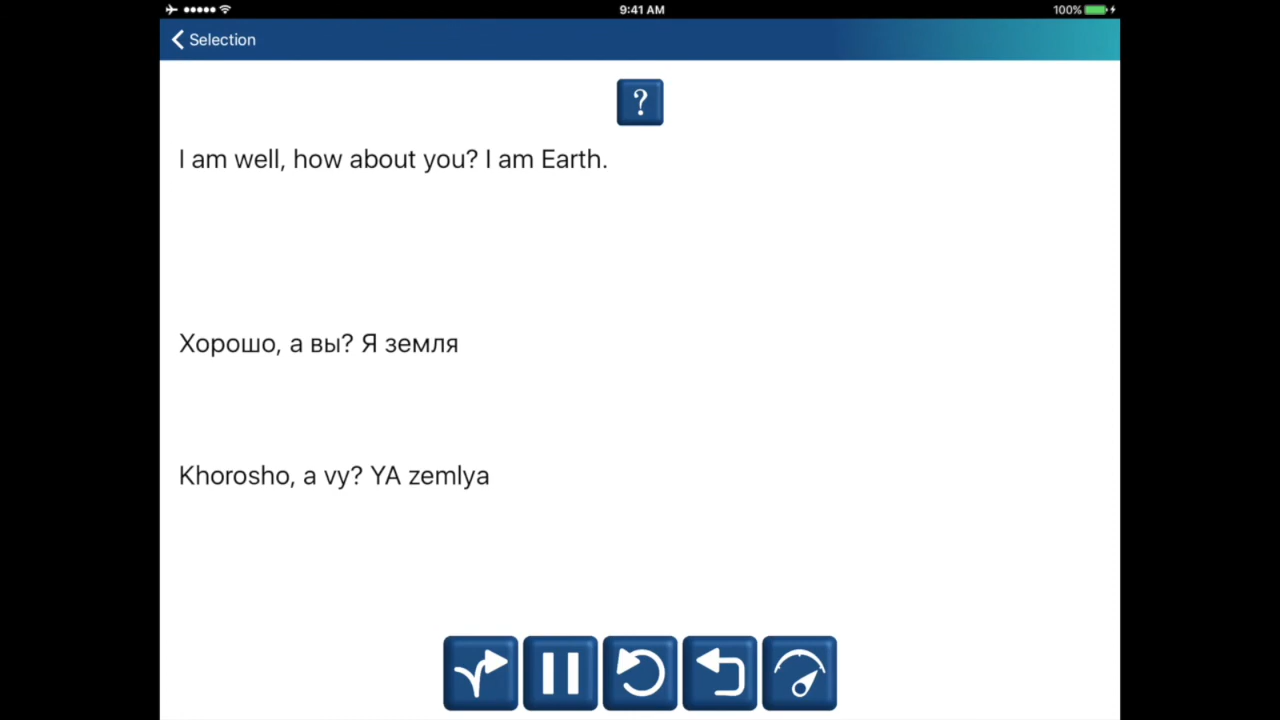 9:41 AM
100%
Selection
?
I am well, how about you? I am Earth.
Хорошо, а вы? Я земля
Khorosho, a vy? YA zemlya